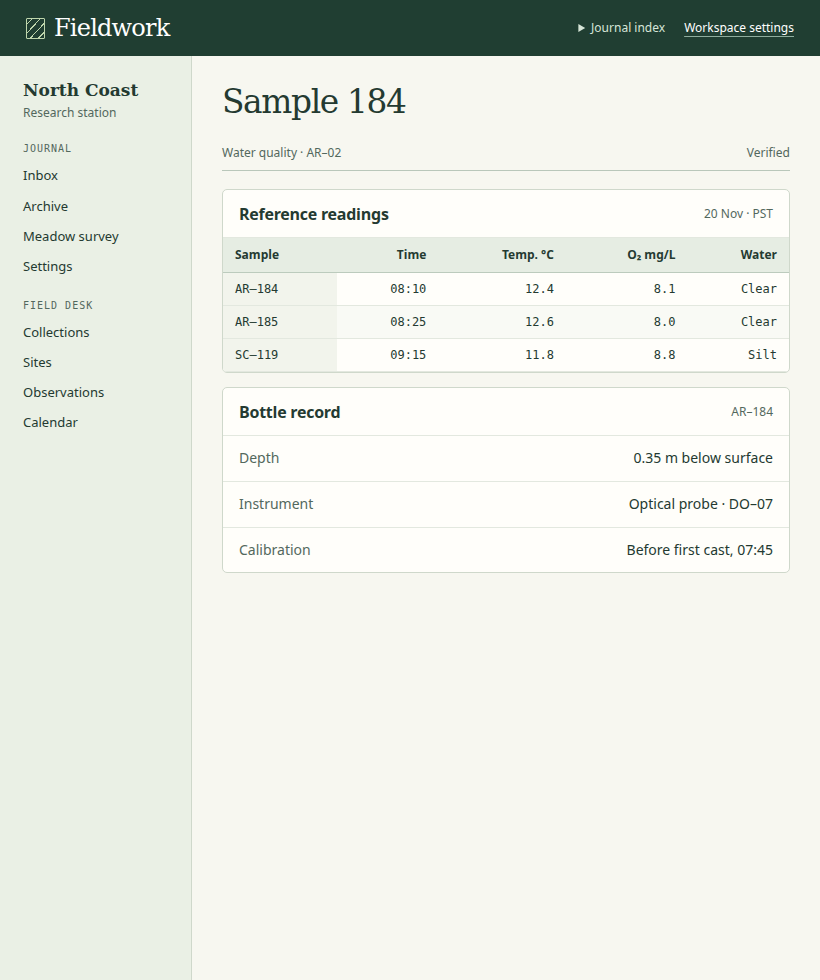 Fieldwork
Journal index
Workspace settings
North Coast
Research station
JOURNAL
Inbox
Archive
Meadow survey
Settings
FIELD DESK
Collections
Sites
Observations
Calendar
Sample 184
Water quality · AR–02 Verified
Reference readings 20 Nov · PST
Sample Time Temp. °C O₂ mg/L Water
AR–184 08:10 12.4 8.1 Clear
AR–185 08:25 12.6 8.0 Clear
SC–119 09:15 11.8 8.8 Silt
Bottle record AR–184
Depth 0.35 m below surface
Instrument Optical probe · DO–07
Calibration Before first cast, 07:45